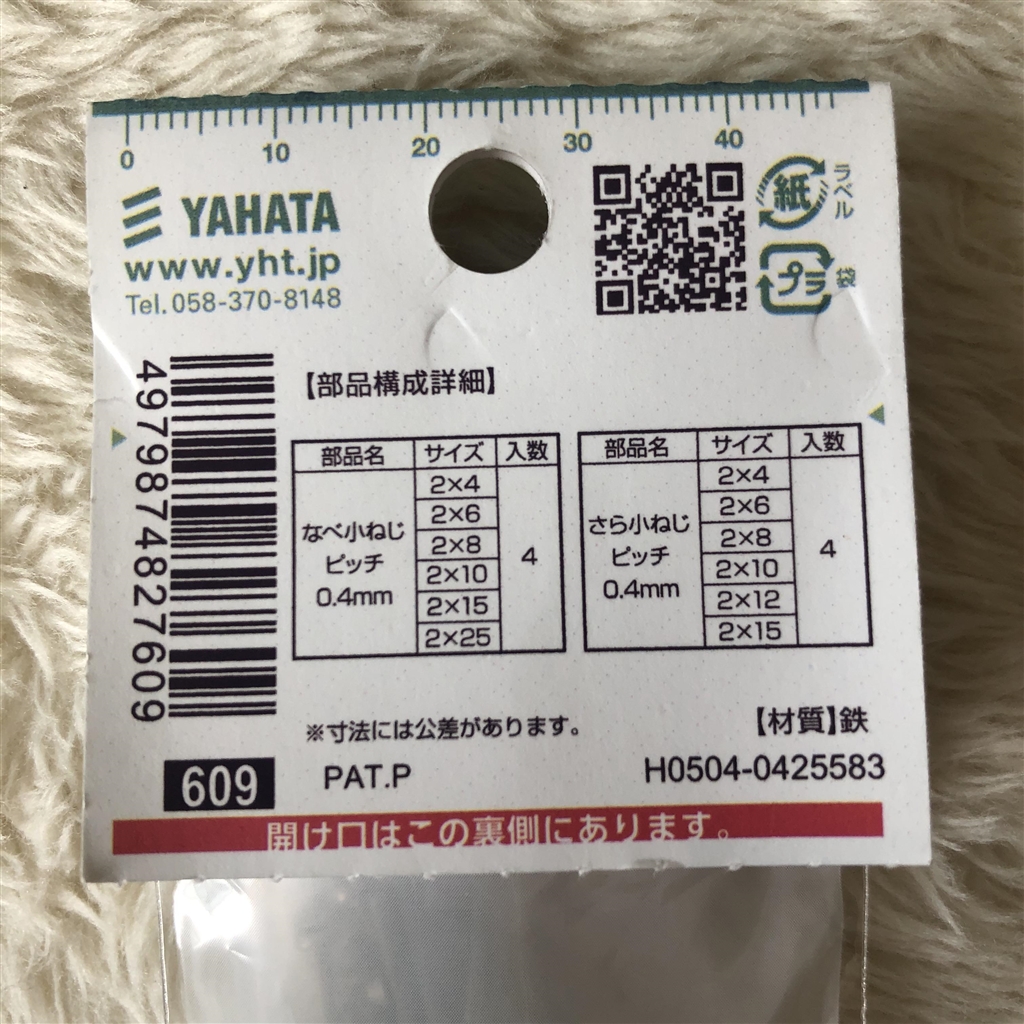 0 10 20 30 40
YAHATA
www.yht.jp
Tel. 058-370-8148
紙
ラベル
プラ
袋
4979874827609
【部品構成詳細】
部品名 サイズ 入数
なべ小ねじ
ピッチ
0.4mm
2×4
2×6
2×8
2×10
2×15
2×25
4
部品名 サイズ 入数
さら小ねじ
ピッチ
0.4mm
2×4
2×6
2×8
2×10
2×12
2×15
4
※寸法には公差があります。
【材質】鉄
609
PAT.P
H0504-0425583
開け口はこの裏側にあります。